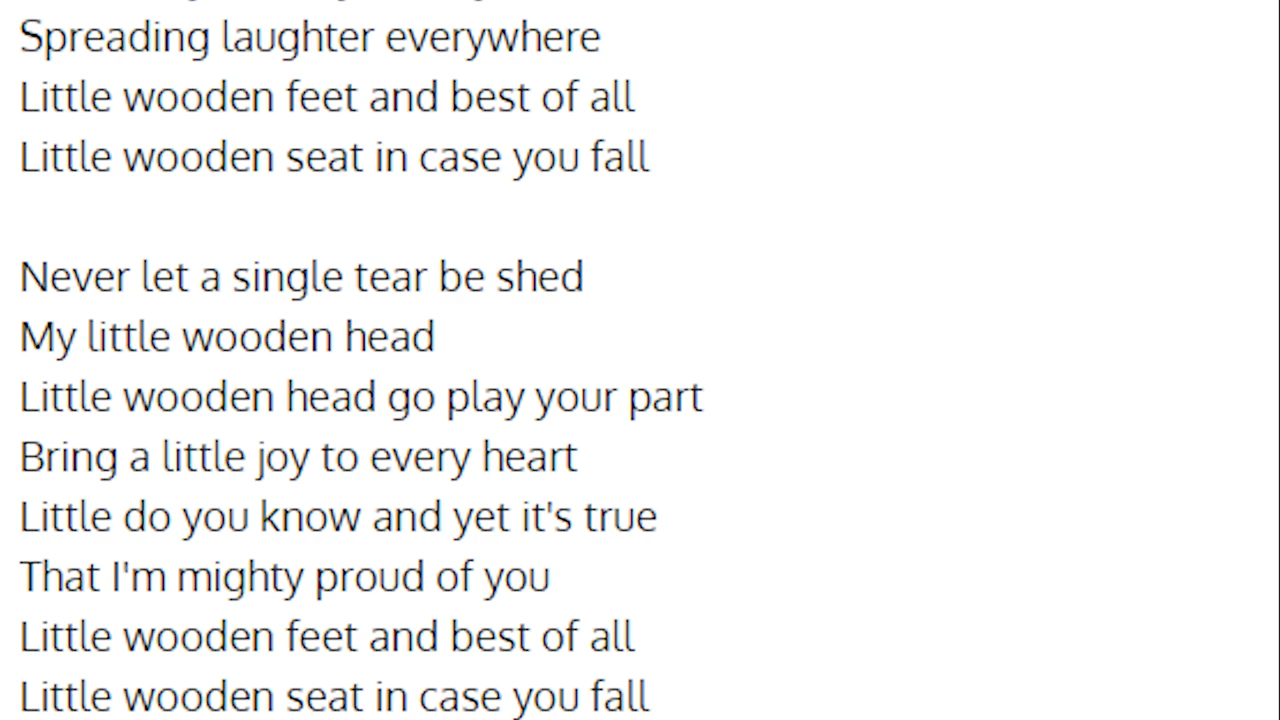 Spreading laughter everywhere
Little wooden feet and best of all
Little wooden seat in case you fall
Never let a single tear be shed
My little wooden head
Little wooden head go play your part
Bring a little joy to every heart
Little do you know and yet it's true
That I'm mighty proud of you
Little wooden feet and best of all
Little wooden seat in case you fall